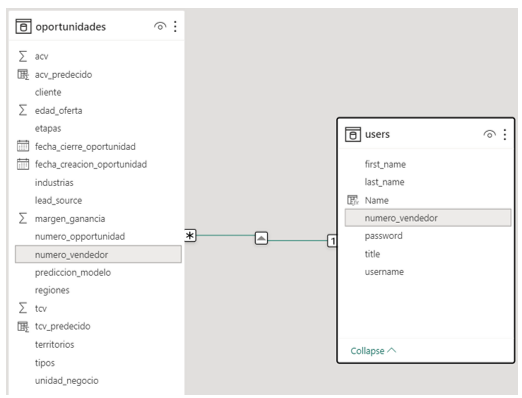 oportunidades
acv
acv_predecido
cliente
edad_oferta
etapas
fecha_cierre_oportunidad
fecha_creacion_oportunidad
industrias
lead_source
margen_ganancia
numero_opportunidad
numero_vendedor
prediccion_modelo
regiones
tcv
tcv_predecido
territorios
tipos
unidad_negocio
*
1
users
first_name
last_name
Name
numero_vendedor
password
title
username
Collapse